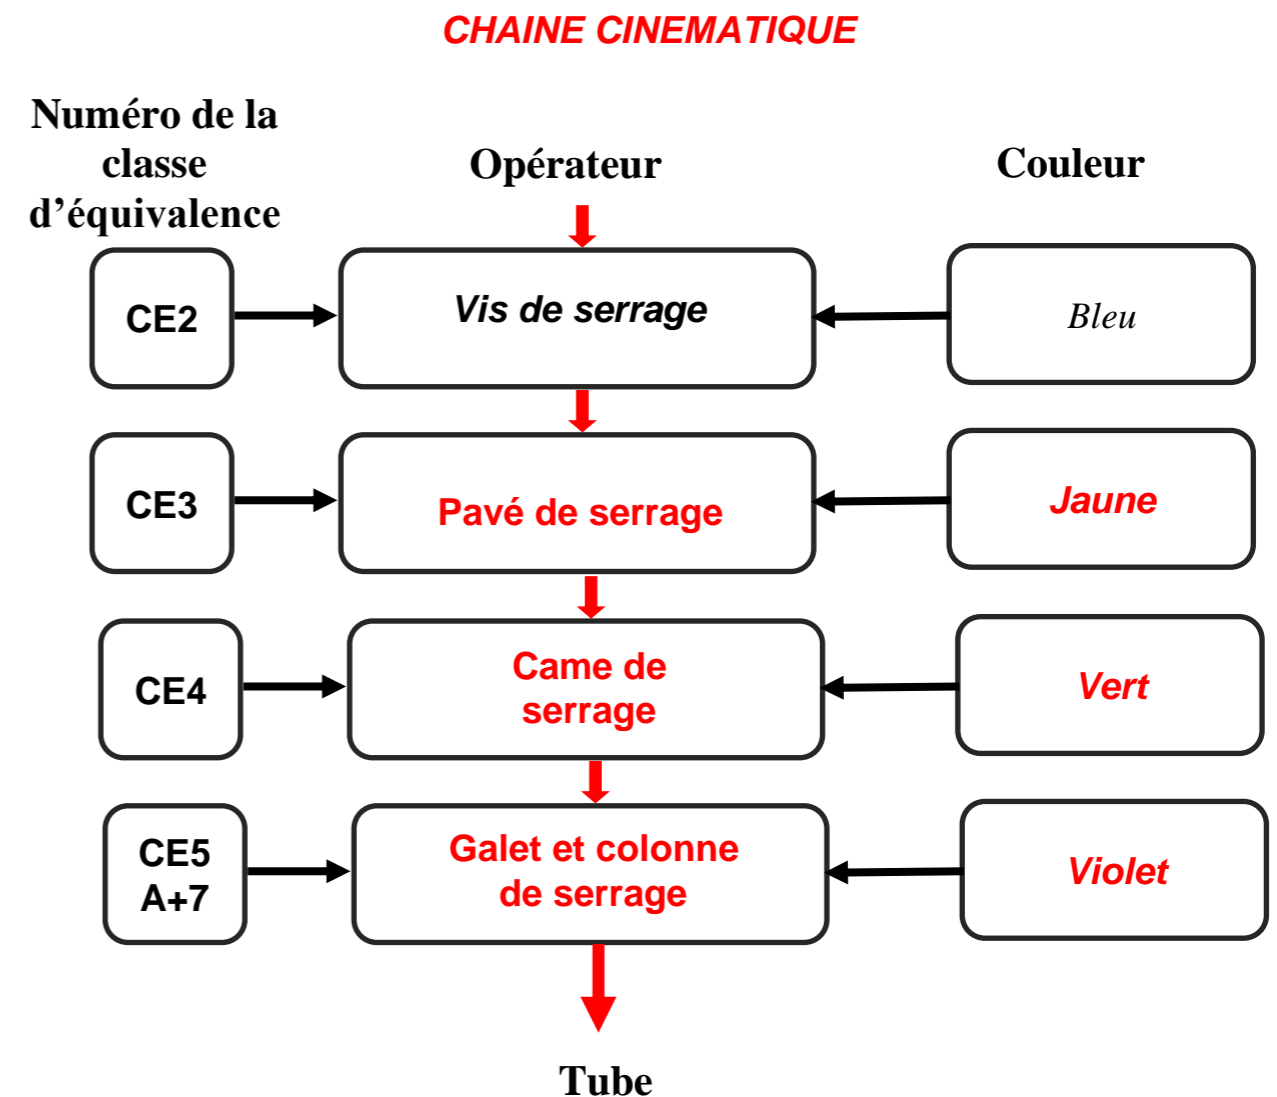 CHAINE CINEMATIQUE
Numéro de la
classe
d’équivalence
Opérateur
Couleur
CE2
Vis de serrage
Bleu
CE3
Pavé de serrage
Jaune
CE4
Came de
serrage
Vert
CE5
A+7
Galet et colonne
de serrage
Violet
Tube